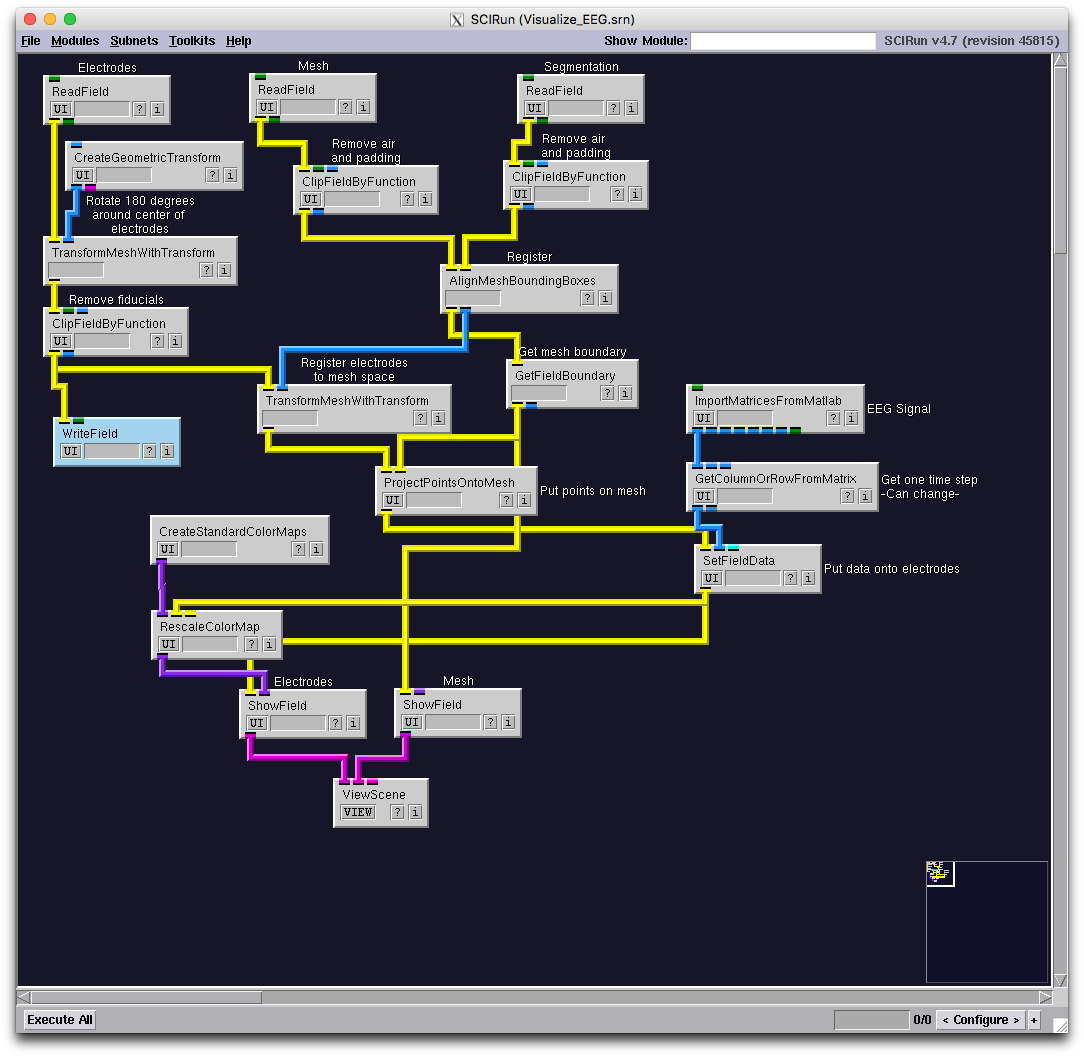 SCIRun (Visualize_EEG.srn)
File Modules Subnets Toolkits Help
Show Module:
SCIRun v4.7 (revision 45815)
Electrodes
ReadField
UI ? i
Mesh
ReadField
UI ? i
Segmentation
ReadField
UI ? i
CreateGeometricTransform
UI ? i
Rotate 180 degrees
around center of
electrodes
Remove air
and padding
ClipFieldByFunction
UI ? i
Remove air
and padding
ClipFieldByFunction
UI ? i
TransformMeshWithTransform
? i
Register
AlignMeshBoundingBoxes
? i
Remove fiducials
ClipFieldByFunction
UI ? i
Register electrodes
to mesh space
TransformMeshWithTransform
? i
Get mesh boundary
GetFieldBoundary
? i
WriteField
UI ? i
ImportMatricesFromMatlab
UI ? i
EEG Signal
ProjectPointsOntoMesh
UI ? i
Put points on mesh
GetColumnOrRowFromMatrix
UI ? i
Get one time step
-Can change-
CreateStandardColorMaps
UI ? i
SetFieldData
UI ? i
Put data onto electrodes
RescaleColorMap
UI ? i
Electrodes
ShowField
UI ? i
Mesh
ShowField
UI ? i
ViewScene
VIEW ? i
Execute All
0/0 < Configure > +